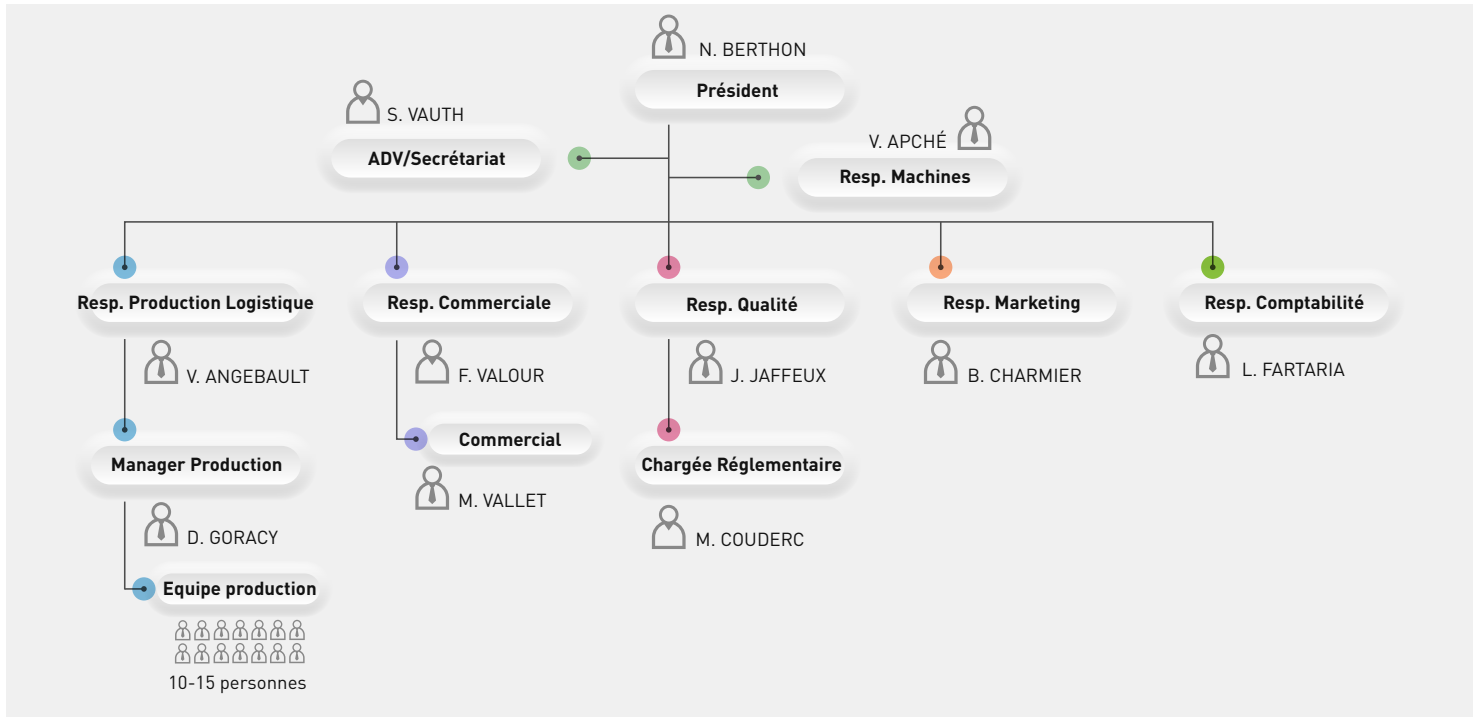 N. BERTHON
Président
S. VAUTH
ADV/Secrétariat
V. APCHÉ
Resp. Machines
Resp. Production Logistique
Resp. Commerciale
Resp. Qualité
Resp. Marketing
Resp. Comptabilité
V. ANGEBAULT
F. VALOUR
J. JAFFEUX
B. CHARMIER
L. FARTARIA
Manager Production
Commercial
Chargée Réglementaire
D. GORACY
M. VALLET
M. COUDERC
Equipe production
10-15 personnes